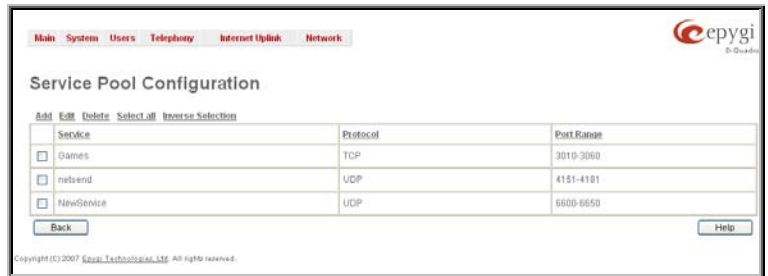 Main System Users Telephony Internet Uplink Network
epygi
D-Quadro
Service Pool Configuration
Add Edit Delete Select all Inverse Selection
Service Protocol Port Range
Games TCP 3010-3060
netsend UDP 4151-4181
NewService UDP 6600-6650
Back Help
Copyright (C) 2007 Epygi Technologies, Ltd. All rights reserved.